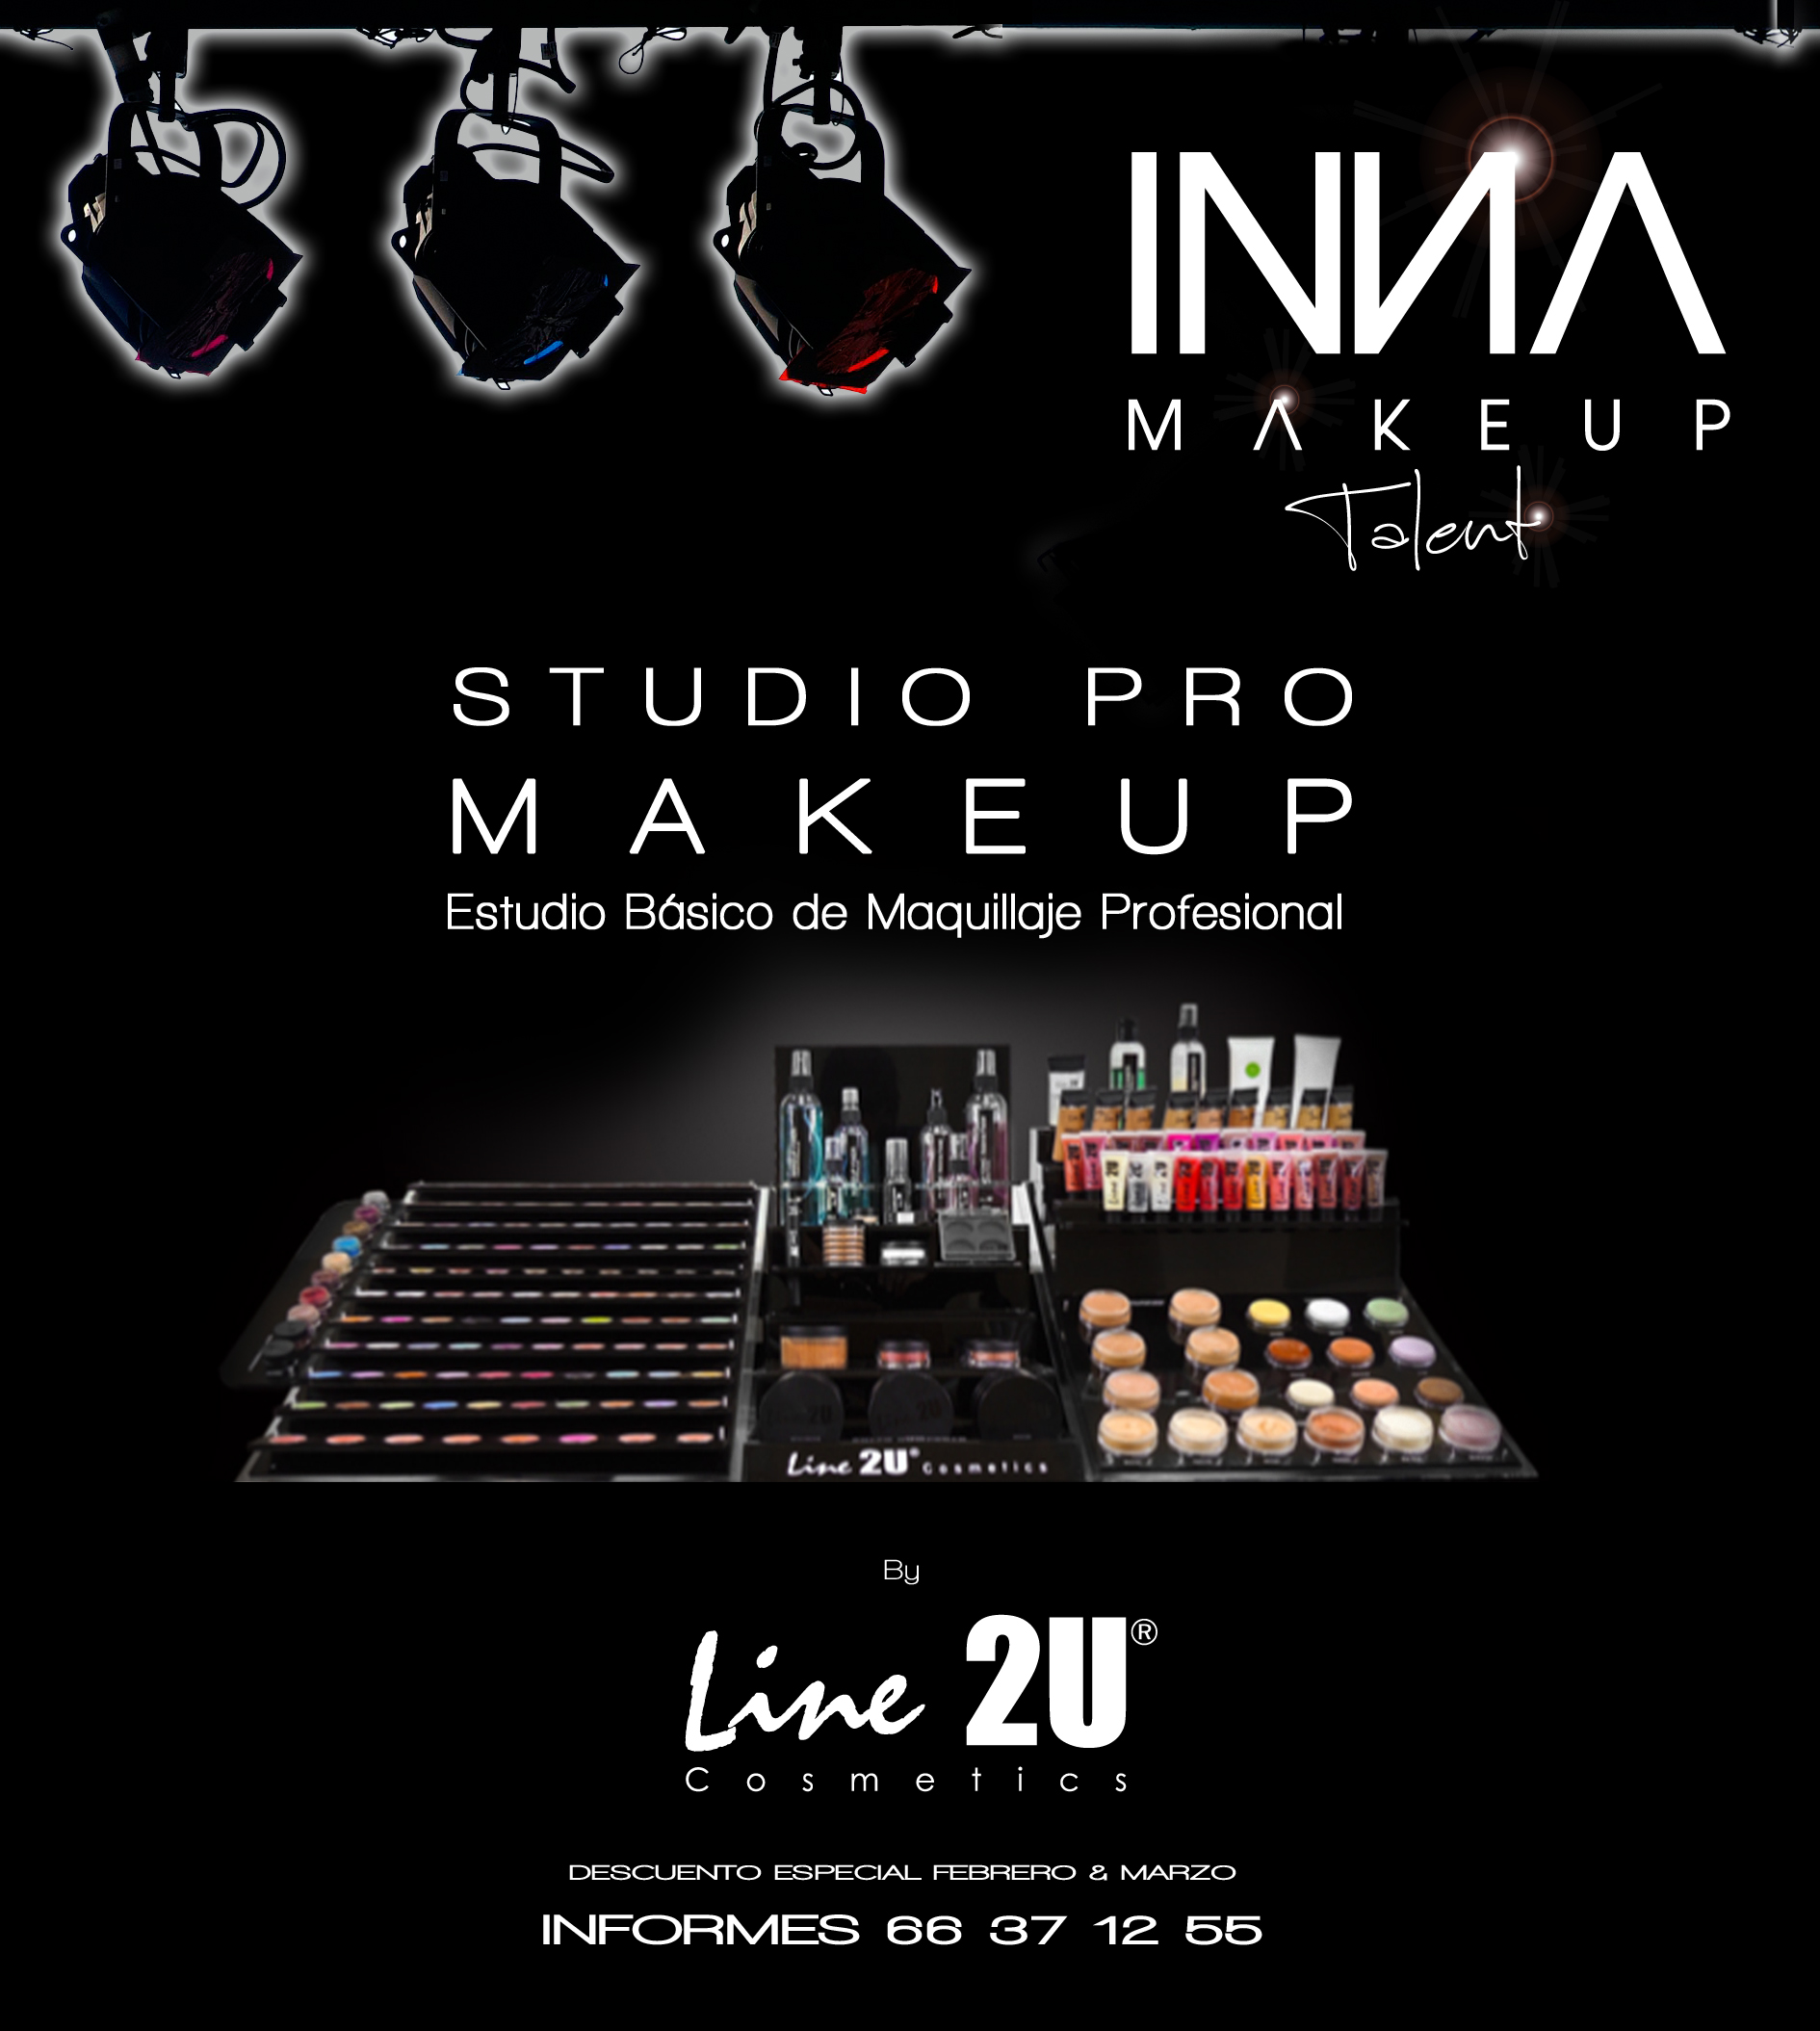 INNA
MAKEUP
Talent
STUDIO PRO
MAKEUP
Estudio Básico de Maquillaje Profesional
Line 2U® Cosmetics
By
Line 2U®
Cosmetics
DESCUENTO ESPECIAL FEBRERO & MARZO
INFORMES 66 37 12 55